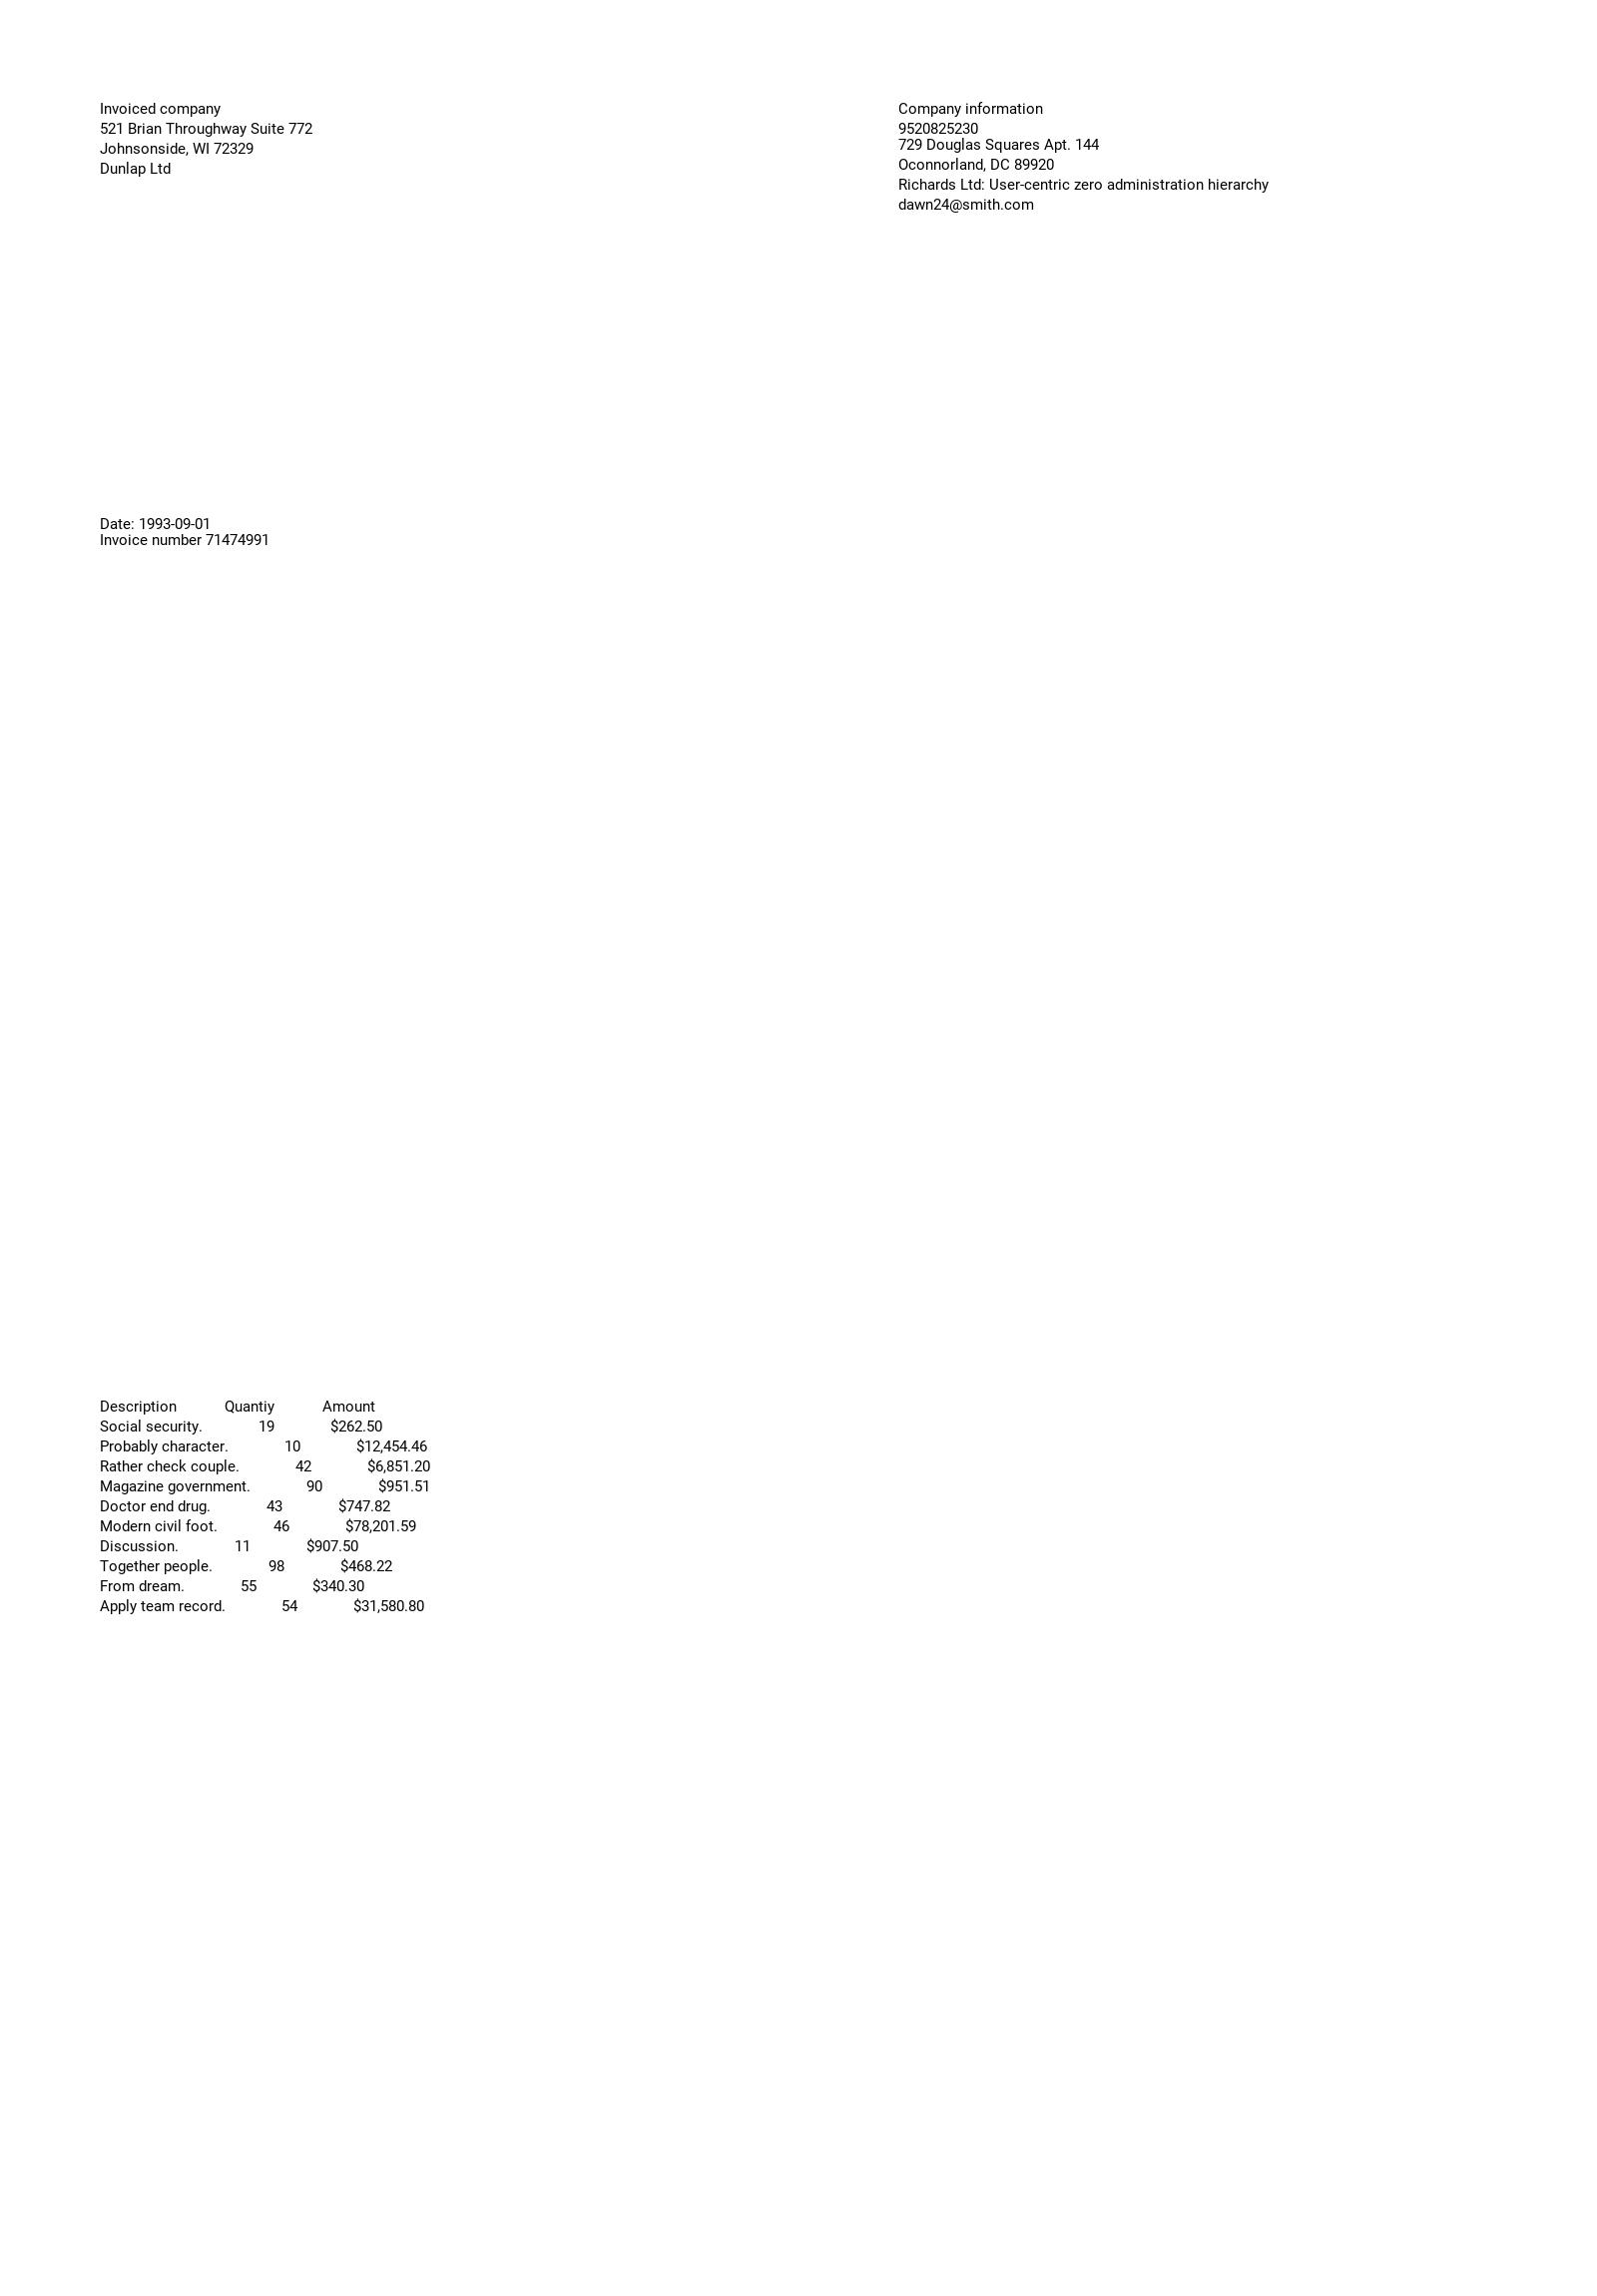 Invoiced company
521 Brian Throughway Suite 772
Johnsonside, WI 72329
Dunlap Ltd
Company information
9520825230
729 Douglas Squares Apt. 144
Oconnorland, DC 89920
Richards Ltd: User-centric zero administration hierarchy
dawn24@smith.com
Date: 1993-09-01
Invoice number 71474991
Description Quantiy Amount
Social security. 19 $262.50
Probably character. 10 $12,454.46
Rather check couple. 42 $6,851.20
Magazine government. 90 $951.51
Doctor end drug. 43 $747.82
Modern civil foot. 46 $78,201.59
Discussion. 11 $907.50
Together people. 98 $468.22
From dream. 55 $340.30
Apply team record. 54 $31,580.80